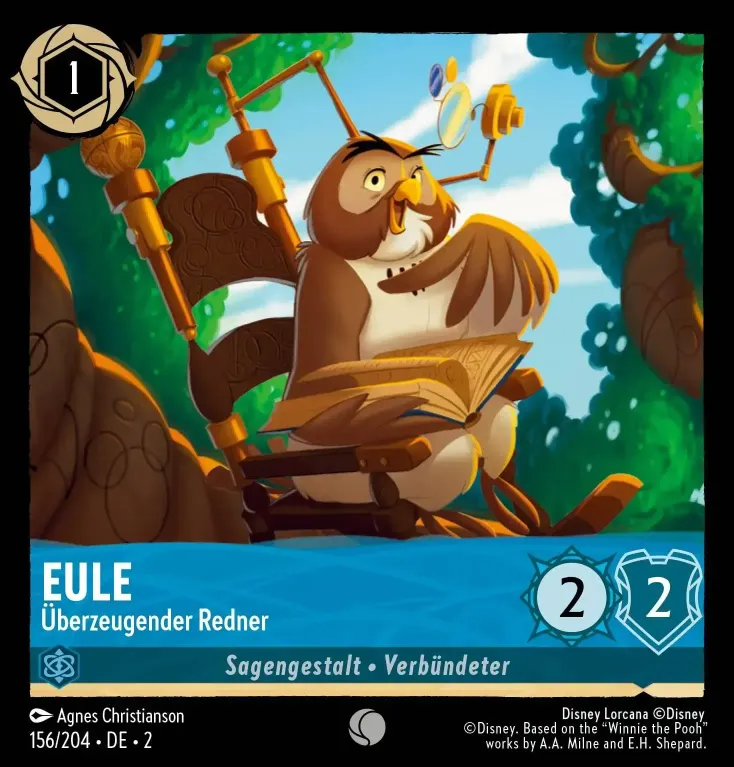 1
EULE
Überzeugender Redner
2
2
Sagengestalt • Verbündeter
Agnes Christianson
156/204 • DE • 2
Disney Lorcana ©Disney
©Disney. Based on the “Winnie the Pooh”
works by A.A. Milne and E.H. Shepard.